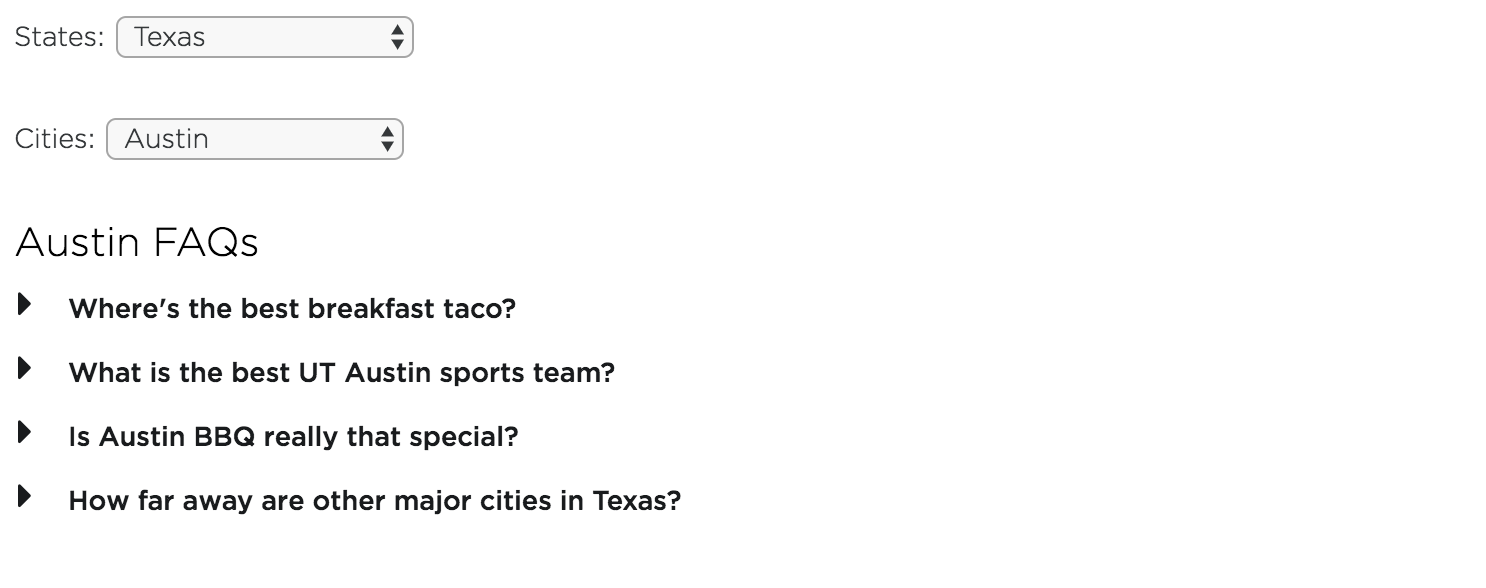 States: Texas
Cities: Austin
Austin FAQs
Where's the best breakfast taco?
What is the best UT Austin sports team?
Is Austin BBQ really that special?
How far away are other major cities in Texas?